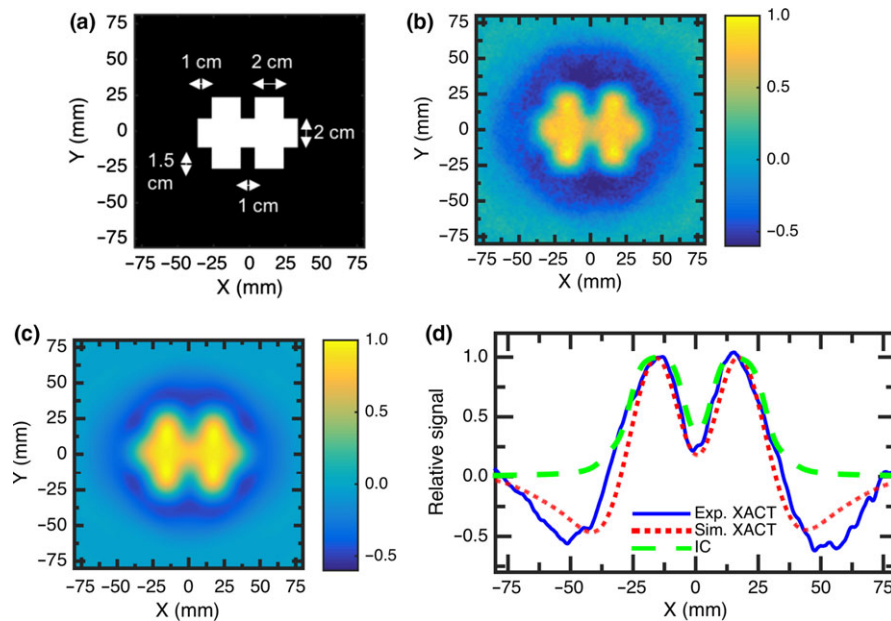 (a)
75
50
25
0
−25
−50
−75
Y (mm)
1 cm
2 cm
2 cm
1.5
cm
1 cm
−75 −50 −25 0 25 50 75
X (mm)
(b)
75
50
25
0
−25
−50
−75
Y (mm)
−75 −50 −25 0 25 50 75
X (mm)
1.0
0.5
0.0
−0.5
(c)
75
50
25
0
−25
−50
−75
Y (mm)
−75 −50 −25 0 25 50 75
X (mm)
1.0
0.5
0.0
−0.5
(d)
1.0
0.5
0.0
−0.5
Relative signal
Exp. XACT
Sim. XACT
IC
−75 −50 −25 0 25 50 75
X (mm)